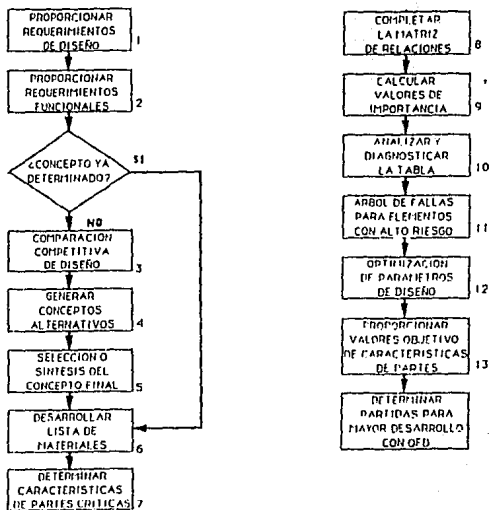 PROPORCIONAR
REQUERIMIENTOS
DE DISEÑO
1
PROPORCIONAR
REQUERIMIENTOS
FUNCIONALES
2
¿CONCEPTO YA
DETERMINADO?
SI
NO
COMPARACION
COMPETITIVA
DE DISEÑO
3
GENERAR
CONCEPTOS
ALTERNATIVOS
4
SELECCION O
SINTESIS DEL
CONCEPTO FINAL
5
DESARROLLAR
LISTA DE
MATERIALES
6
DETERMINAR
CARACTERISTICAS
DE PARTES CRITICAS
7
COMPLETAR
LA MATRIZ
DE RELACIONES
8
CALCULAR
VALORES DE
IMPORTANCIA
9
ANALIZAR Y
DIAGNOSTICAR
LA TABLA
10
ARBOL DE FALLAS
PARA ELEMENTOS
CON ALTO RIESGO
11
OPTIMIZACION
DE PARAMETROS
DE DISEÑO
12
PROPORCIONAR
VALORES OBJETIVO
DE CARACTERISTICAS
DE PARTES
13
DETERMINAR
PARTIDAS PARA
MAYOR DESARROLLO
CON QFD